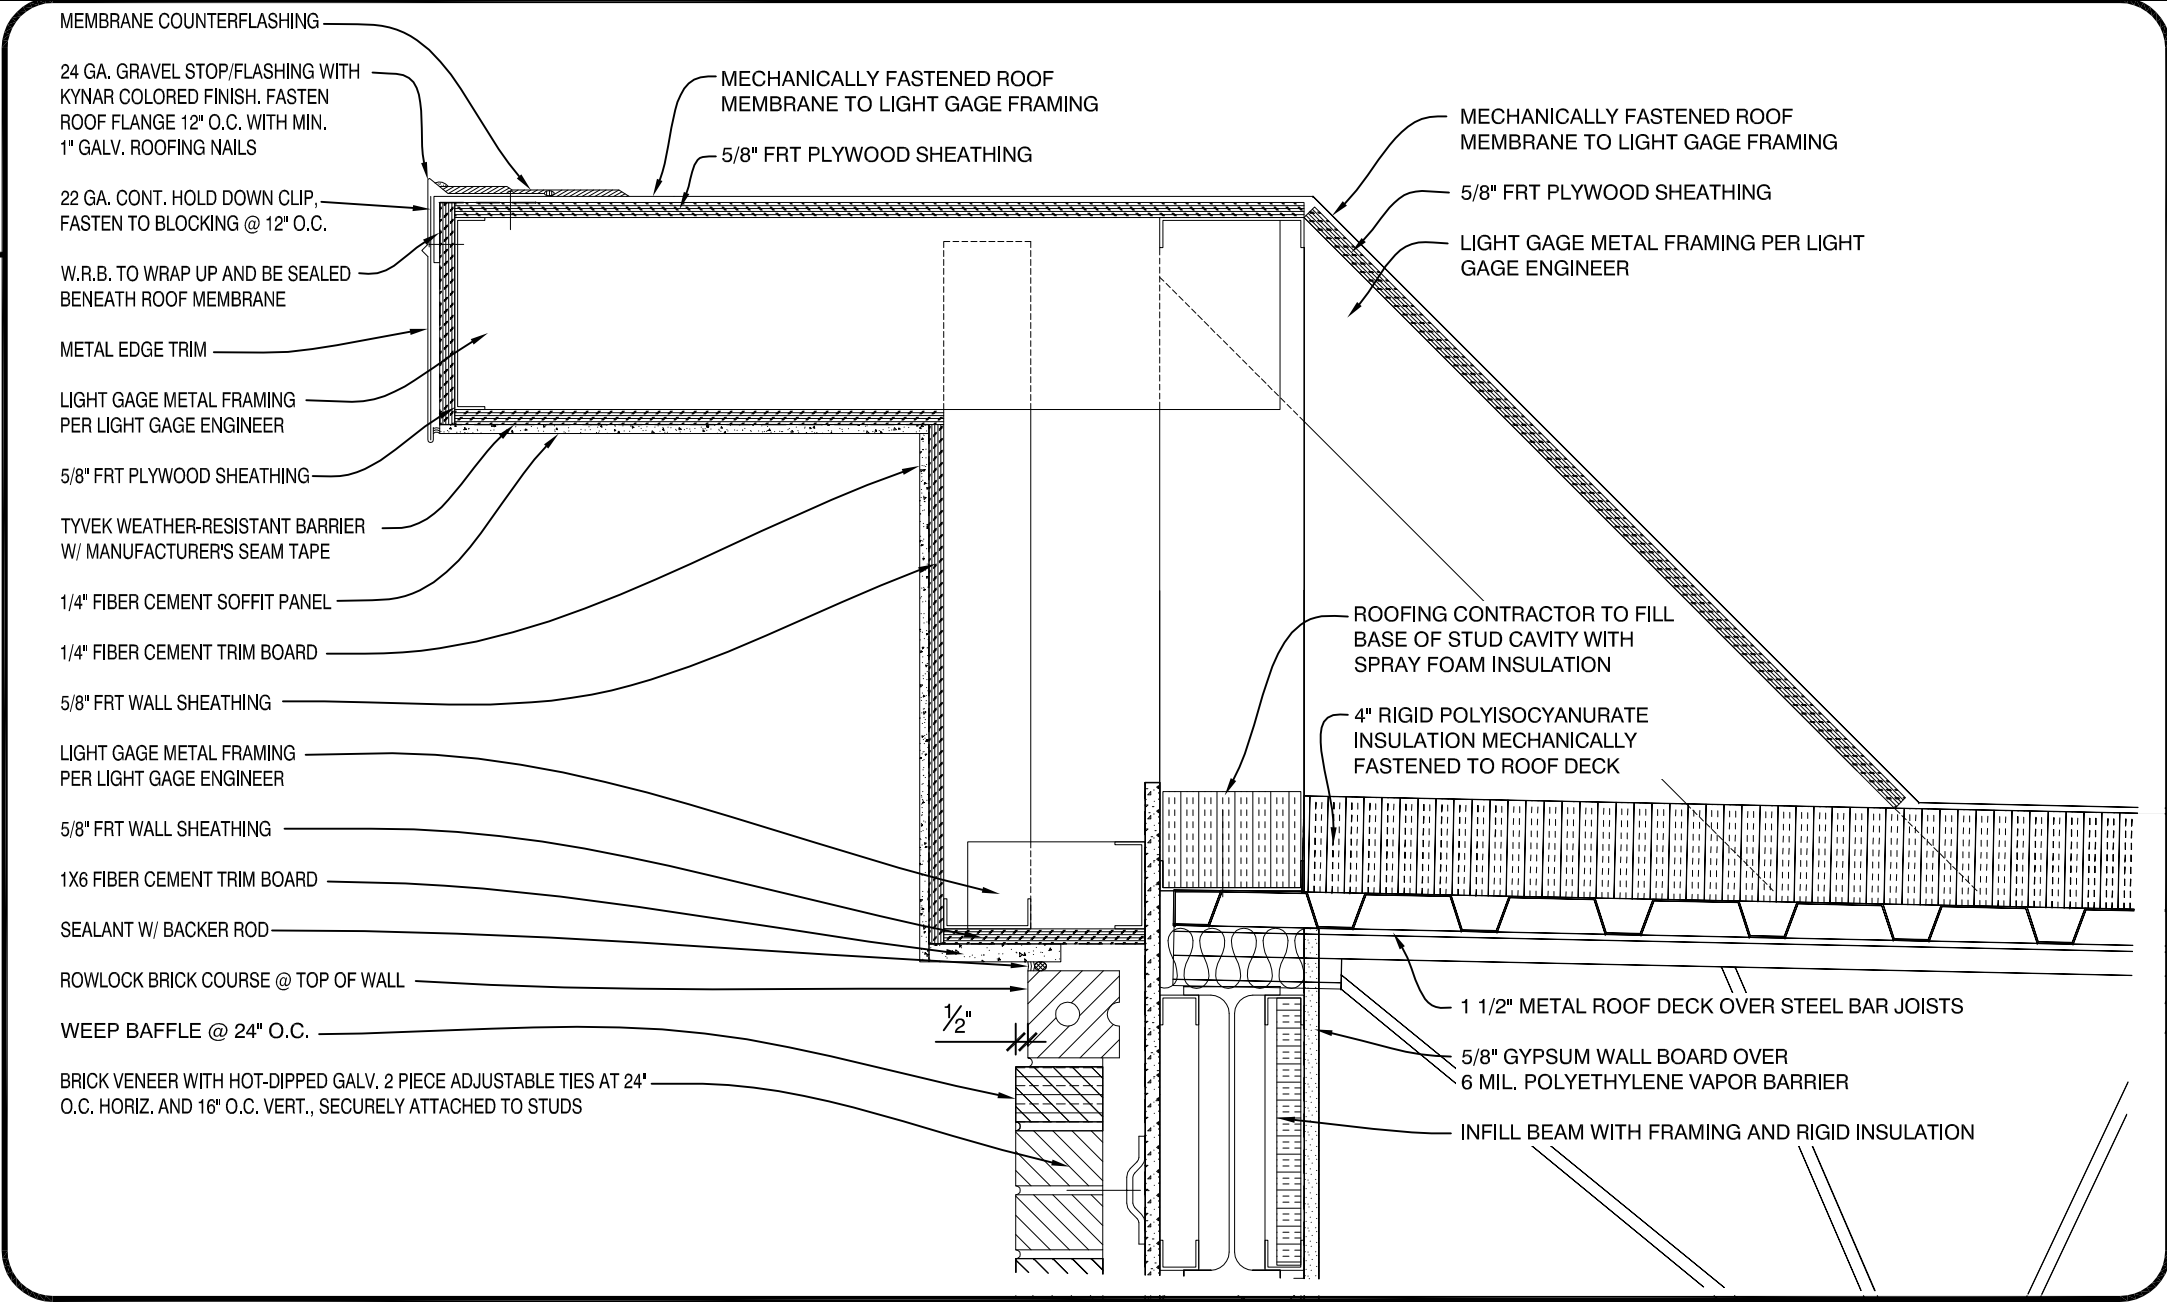 MEMBRANE COUNTERFLASHING
24 GA. GRAVEL STOP/FLASHING WITH
KYNAR COLORED FINISH. FASTEN
ROOF FLANGE 12" O.C. WITH MIN.
1" GALV. ROOFING NAILS
22 GA. CONT. HOLD DOWN CLIP,
FASTEN TO BLOCKING @ 12" O.C.
W.R.B. TO WRAP UP AND BE SEALED
BENEATH ROOF MEMBRANE
METAL EDGE TRIM
LIGHT GAGE METAL FRAMING
PER LIGHT GAGE ENGINEER
5/8" FRT PLYWOOD SHEATHING
TYVEK WEATHER-RESISTANT BARRIER
W/ MANUFACTURER'S SEAM TAPE
1/4" FIBER CEMENT SOFFIT PANEL
1/4" FIBER CEMENT TRIM BOARD
5/8" FRT WALL SHEATHING
LIGHT GAGE METAL FRAMING
PER LIGHT GAGE ENGINEER
5/8" FRT WALL SHEATHING
1X6 FIBER CEMENT TRIM BOARD
SEALANT W/ BACKER ROD
ROWLOCK BRICK COURSE @ TOP OF WALL
WEEP BAFFLE @ 24" O.C.
BRICK VENEER WITH HOT-DIPPED GALV. 2 PIECE ADJUSTABLE TIES AT 24"
O.C. HORIZ. AND 16" O.C. VERT., SECURELY ATTACHED TO STUDS
1/2"
MECHANICALLY FASTENED ROOF
MEMBRANE TO LIGHT GAGE FRAMING
5/8" FRT PLYWOOD SHEATHING
MECHANICALLY FASTENED ROOF
MEMBRANE TO LIGHT GAGE FRAMING
5/8" FRT PLYWOOD SHEATHING
LIGHT GAGE METAL FRAMING PER LIGHT
GAGE ENGINEER
ROOFING CONTRACTOR TO FILL
BASE OF STUD CAVITY WITH
SPRAY FOAM INSULATION
4" RIGID POLYISOCYANURATE
INSULATION MECHANICALLY
FASTENED TO ROOF DECK
1 1/2" METAL ROOF DECK OVER STEEL BAR JOISTS
5/8" GYPSUM WALL BOARD OVER
6 MIL. POLYETHYLENE VAPOR BARRIER
INFILL BEAM WITH FRAMING AND RIGID INSULATION